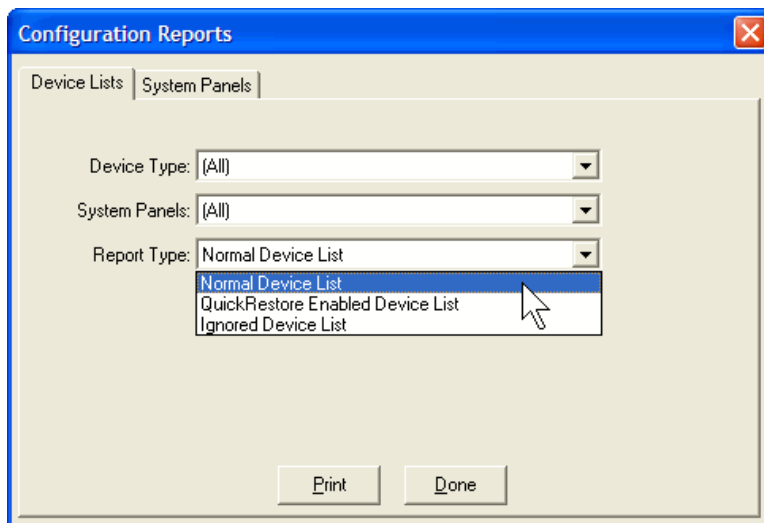 Configuration Reports
Device Lists System Panels
Device Type: (All)
System Panels: (All)
Report Type: Normal Device List
Normal Device List
QuickRestore Enabled Device List
Ignored Device List
Print Done